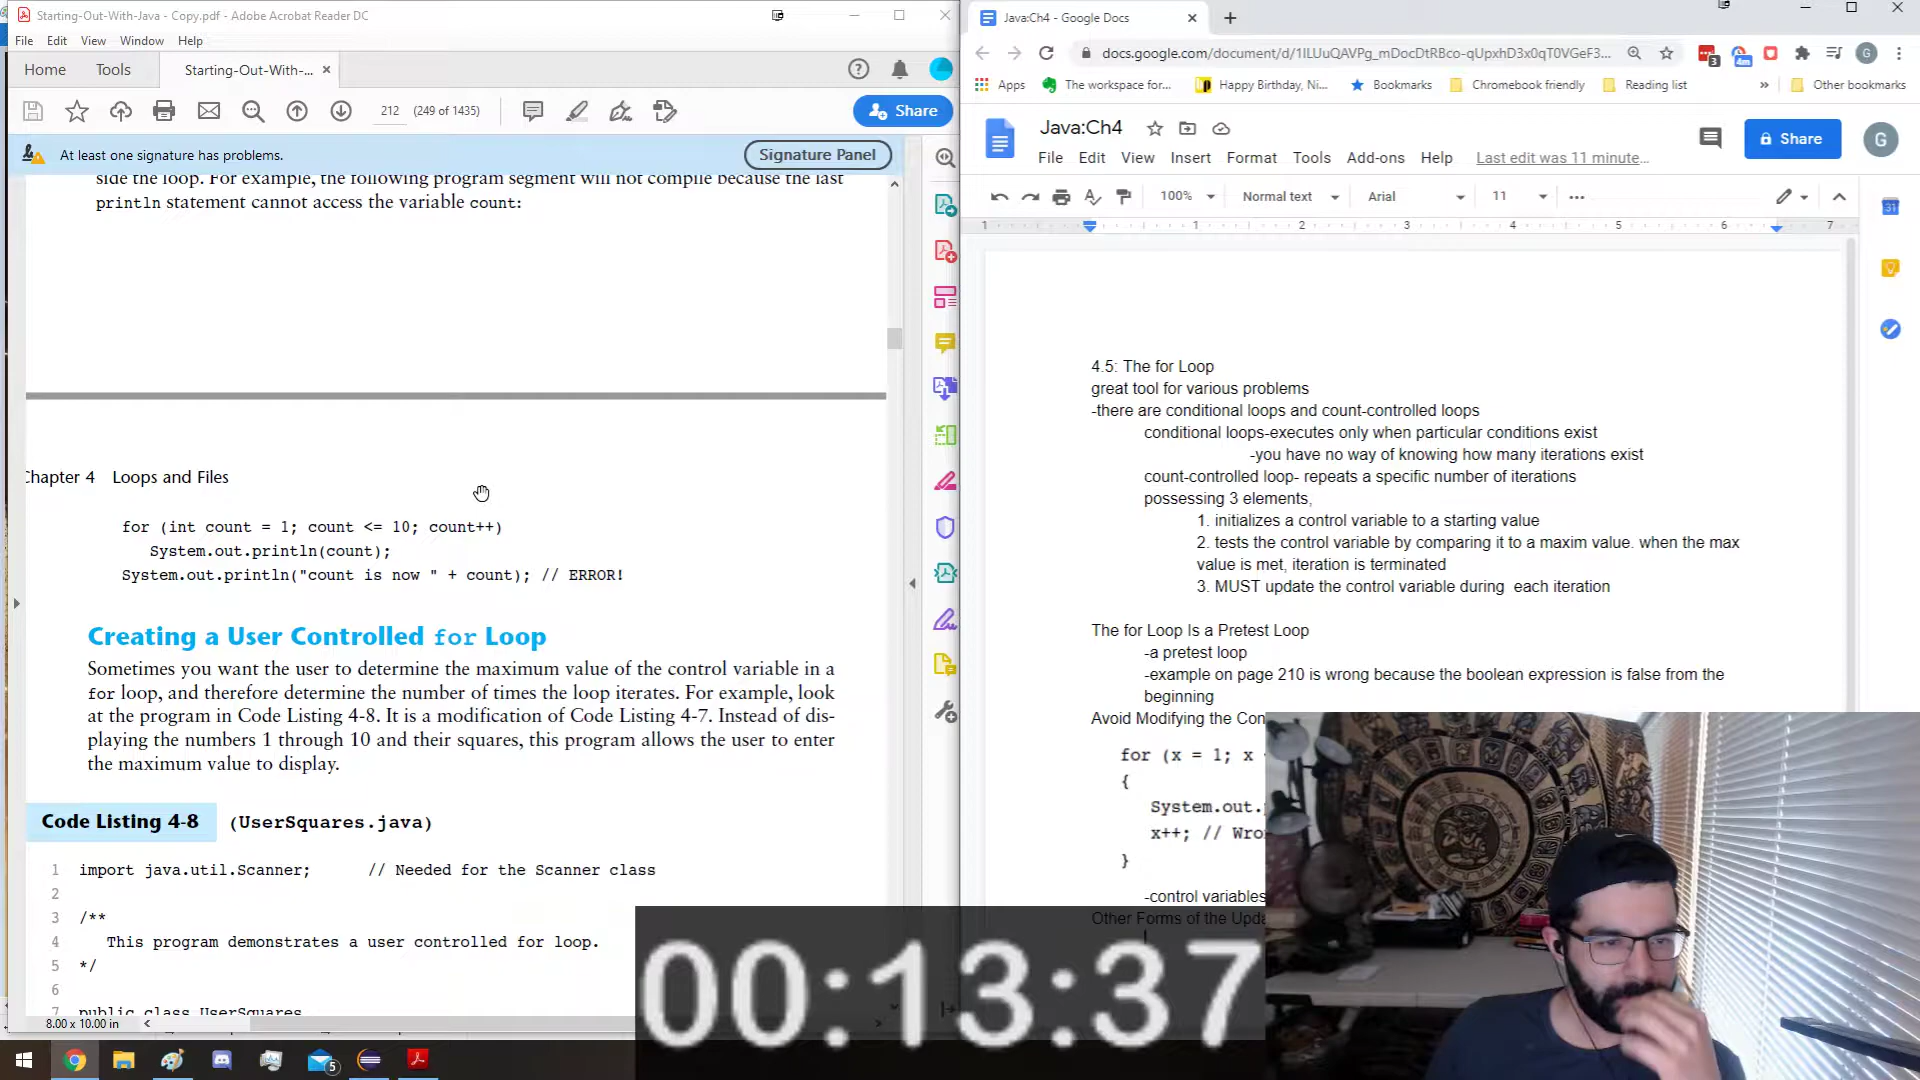 Starting-Out-With-Java - Copy.pdf - Adobe Acrobat Reader DC
File Edit View Window Help
Home Tools Starting-Out-With-... ×
212 (249 of 1435)
Share
At least one signature has problems.
Signature Panel
side the loop. For example, the following program segment will not compile because the last
println statement cannot access the variable count:
Chapter 4 Loops and Files
for (int count = 1; count <= 10; count++)
System.out.println(count);
System.out.println("count is now " + count); // ERROR!
Creating a User Controlled for Loop
Sometimes you want the user to determine the maximum value of the control variable in a
for loop, and therefore determine the number of times the loop iterates. For example, look
at the program in Code Listing 4-8. It is a modification of Code Listing 4-7. Instead of dis-
playing the numbers 1 through 10 and their squares, this program allows the user to enter
the maximum value to display.
Code Listing 4-8 (UserSquares.java)
1 import java.util.Scanner; // Needed for the Scanner class
2
3 /**
4 This program demonstrates a user controlled for loop.
5 */
6
7 public class UserSquares
8.00 x 10.00 in
Java:Ch4 - Google Docs
docs.google.com/document/d/1ILUuQAVPg_mDocDtRBco-qUpxhD3x0qT0VGeF3...
G
3
4m
Apps The workspace for... Happy Birthday, Ni... Bookmarks Chromebook friendly Reading list » Other bookmarks
Java:Ch4
Share
G
File Edit View Insert Format Tools Add-ons Help Last edit was 11 minute...
100% Normal text Arial 11
1 1 2 3 4 5 6 7
31
4.5: The for Loop
great tool for various problems
-there are conditional loops and count-controlled loops
conditional loops-executes only when particular conditions exist
-you have no way of knowing how many iterations exist
count-controlled loop- repeats a specific number of iterations
possessing 3 elements,
1. initializes a control variable to a starting value
2. tests the control variable by comparing it to a maxim value. when the max
value is met, iteration is terminated
3. MUST update the control variable during each iteration
The for Loop Is a Pretest Loop
-a pretest loop
-example on page 210 is wrong because the boolean expression is false from the
beginning
Avoid Modifying the Con
for (x = 1; x
{
System.out.
x++; // Wro
}
-control variables
Other Forms of the Upda
00:13:37
5